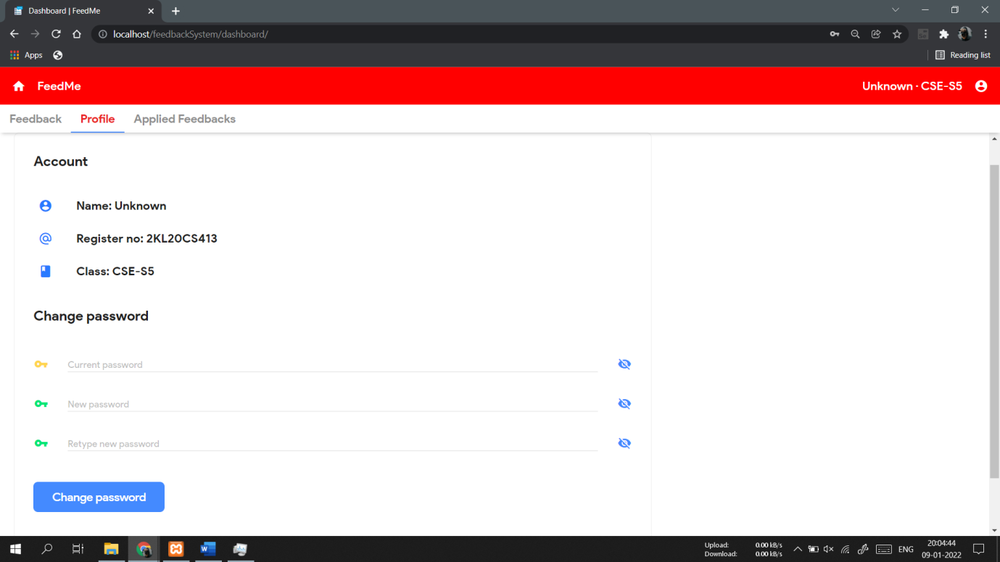 Dashboard | FeedMe
localhost/feedbackSystem/dashboard/
Apps
Reading list
FeedMe
Unknown · CSE-S5
Feedback
Profile
Applied Feedbacks
Account
Name: Unknown
Register no: 2KL20CS413
Class: CSE-S5
Change password
Current password
New password
Retype new password
Change password
Upload: 0.00 kB/s
Download: 0.00 kB/s
ENG
20:04:44
09-01-2022